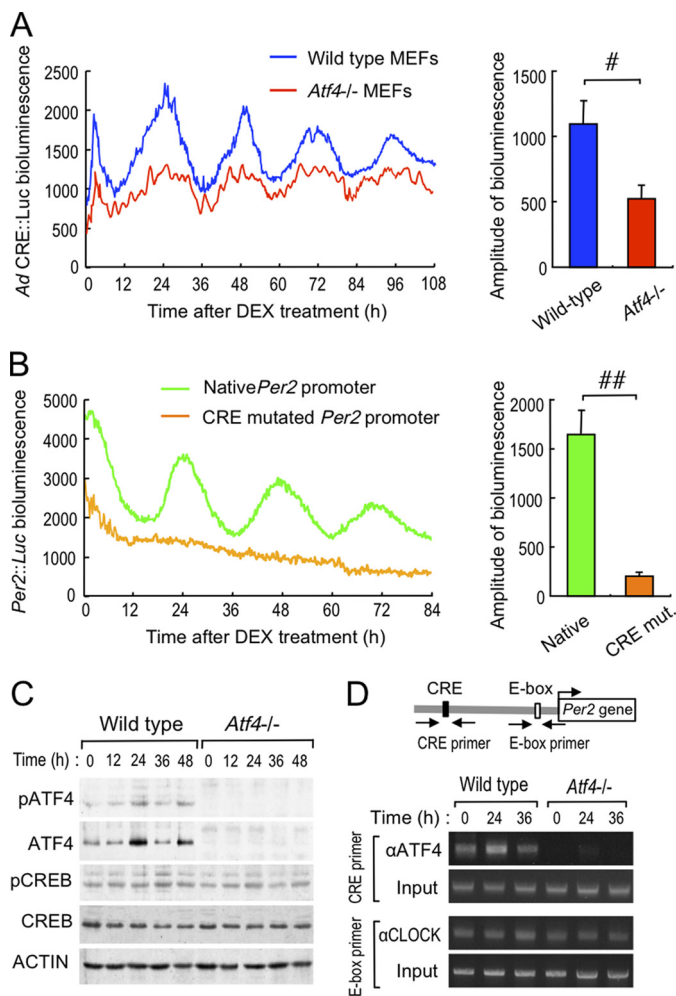 A
Wild type MEFs
Atf4-/- MEFs
Ad CRE::Luc bioluminescence
2500
2000
1500
1000
500
0
0 12 24 36 48 60 72 84 96 108
Time after DEX treatment (h)
Amplitude of bioluminescence
1500
1000
500
0
#
Wild-type
Atf4-/-
B
NativePer2 promoter
CRE mutated Per2 promoter
Per2::Luc bioluminescence
5000
4000
3000
2000
1000
0
0 12 24 36 48 60 72 84
Time after DEX treatment (h)
Amplitude of bioluminescence
2000
1500
1000
500
0
##
Native
CRE mut.
C
Wild type Atf4-/-
Time (h) : 0 12 24 36 48 0 12 24 36 48
pATF4
ATF4
pCREB
CREB
ACTIN
D
CRE E-box
Per2 gene
CRE primer E-box primer
Wild type Atf4-/-
Time (h) : 0 24 36 0 24 36
CRE primer
αATF4
Input
E-box primer
αCLOCK
Input